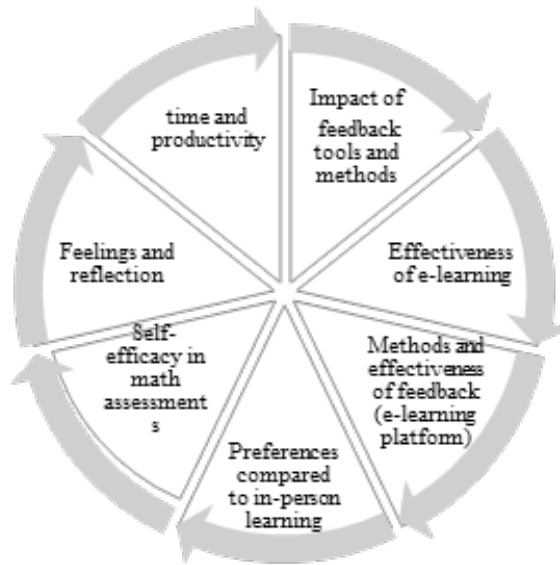 Impact of
feedback
tools and
methods
Effectiveness
of e-learning
Methods and
effectiveness
of feedback
(e-learning
platform)
Preferences
compared
to in-person
learning
Self-
efficacy in
math
assessment
s
Feelings and
reflection
time and
productivity